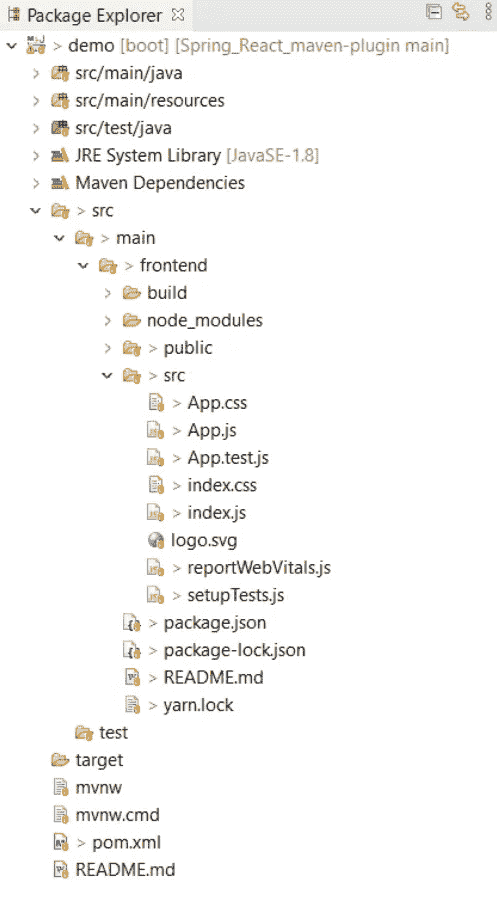 Package Explorer
> demo [boot] [Spring_React_maven-plugin main]
src/main/java
src/main/resources
src/test/java
JRE System Library [JavaSE-1.8]
Maven Dependencies
> src
> main
> frontend
build
node_modules
> public
> src
> App.css
> App.js
> App.test.js
> index.css
> index.js
logo.svg
> reportWebVitals.js
> setupTests.js
> package.json
> package-lock.json
> README.md
> yarn.lock
test
target
mvnw
mvnw.cmd
> pom.xml
README.md